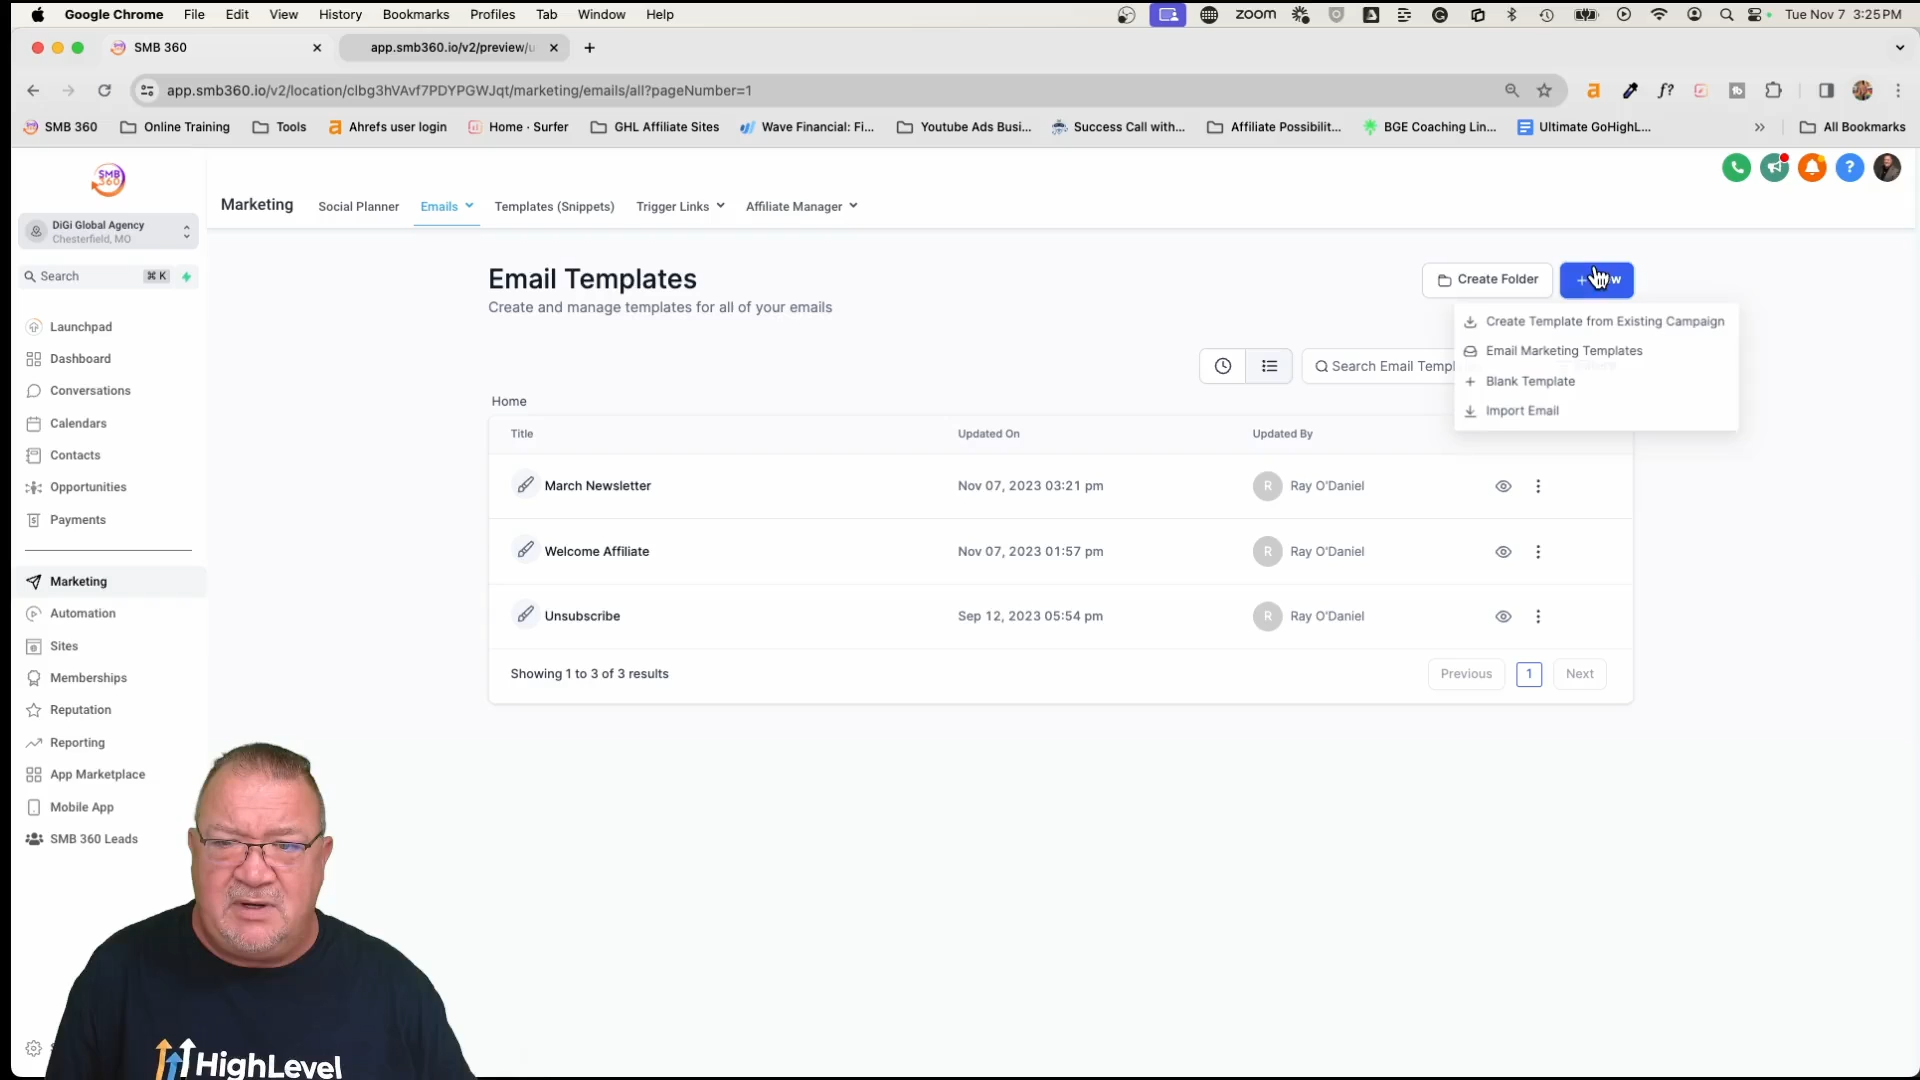 Google Chrome File Edit View History Bookmarks Profiles Tab Window Help
zoom Tue Nov 7 3:25 PM
SMB 360
app.smb360.io/v2/preview/
app.smb360.io/v2/location/clbg3hVAvf7PDYPGWJqt/marketing/emails/all?pageNumber=1
SMB 360 Online Training Tools Ahrefs user login Home · Surfer GHL Affiliate Sites Wave Financial: Fi... Youtube Ads Busi... Success Call with... Affiliate Possibilit... BGE Coaching Lin... Ultimate GoHighL... » All Bookmarks
SMB
360
Marketing Social Planner Emails Templates (Snippets) Trigger Links Affiliate Manager
DiGi Global Agency
Chesterfield, MO
Search ⌘ K
Launchpad
Dashboard
Conversations
Calendars
Contacts
Opportunities
Payments
Marketing
Automation
Sites
Memberships
Reputation
Reporting
App Marketplace
Mobile App
SMB 360 Leads
Email Templates
Create and manage templates for all of your emails
Create Folder
Create Template from Existing Campaign
Email Marketing Templates
Blank Template
Import Email
Search Email Templ
Home
Title Updated On Updated By
March Newsletter Nov 07, 2023 03:21 pm R Ray O'Daniel
Welcome Affiliate Nov 07, 2023 01:57 pm R Ray O'Daniel
Unsubscribe Sep 12, 2023 05:54 pm R Ray O'Daniel
Showing 1 to 3 of 3 results
Previous 1 Next
HighLevel